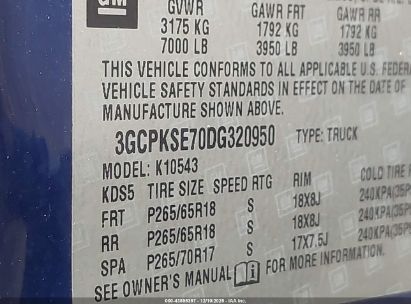 GM
GVWR GAWR FRT GAWR RR
3175 KG 1792 KG 1792 KG
7000 LB 3950 LB 3950 LB
THIS VEHICLE CONFORMS TO ALL APPLICABLE U.S. FEDERA
VEHICLE SAFETY STANDARDS IN EFFECT ON THE DATE OF
MANUFACTURE SHOWN ABOVE.
3GCPKSE70DG320950 TYPE: TRUCK
MODEL: K10543
KDS5 TIRE SIZE SPEED RTG RIM COLD TIRE
FRT P265/65R18 S 18X8J 240KPA(35P
RR P265/65R18 S 18X8J 240KPA(35PS
SPA P265/70R17 S 17X7.5J 240KPA(35P
SEE OWNER'S MANUAL FOR MORE INFORMATION.